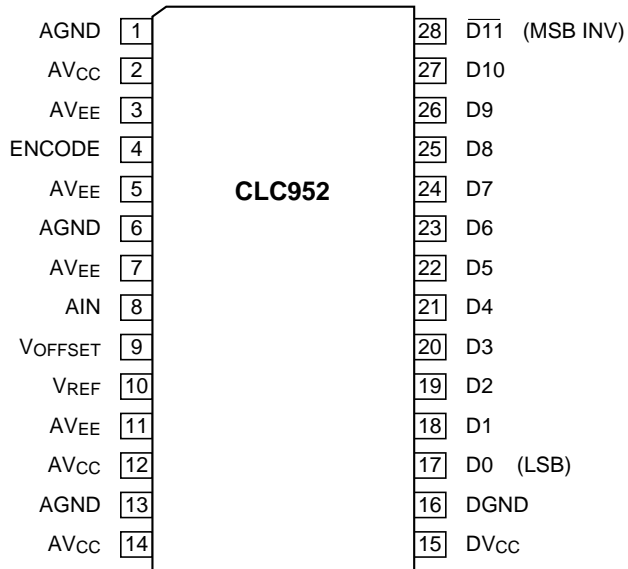 AGND 1 28 D̅1̅1̅ (MSB INV)
AVCC 2 27 D10
AVEE 3 26 D9
ENCODE 4 25 D8
AVEE 5 CLC952 24 D7
AGND 6 23 D6
AVEE 7 22 D5
AIN 8 21 D4
VOFFSET 9 20 D3
VREF 10 19 D2
AVEE 11 18 D1
AVCC 12 17 D0 (LSB)
AGND 13 16 DGND
AVCC 14 15 DVCC